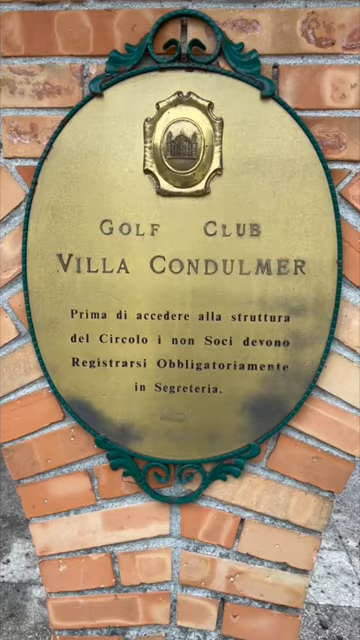 GOLF CLUB
VILLA CONDULMER
Prima di accedere alla struttura
del Circolo i non Soci devono
Registrarsi Obbligatoriamente
in Segreteria.